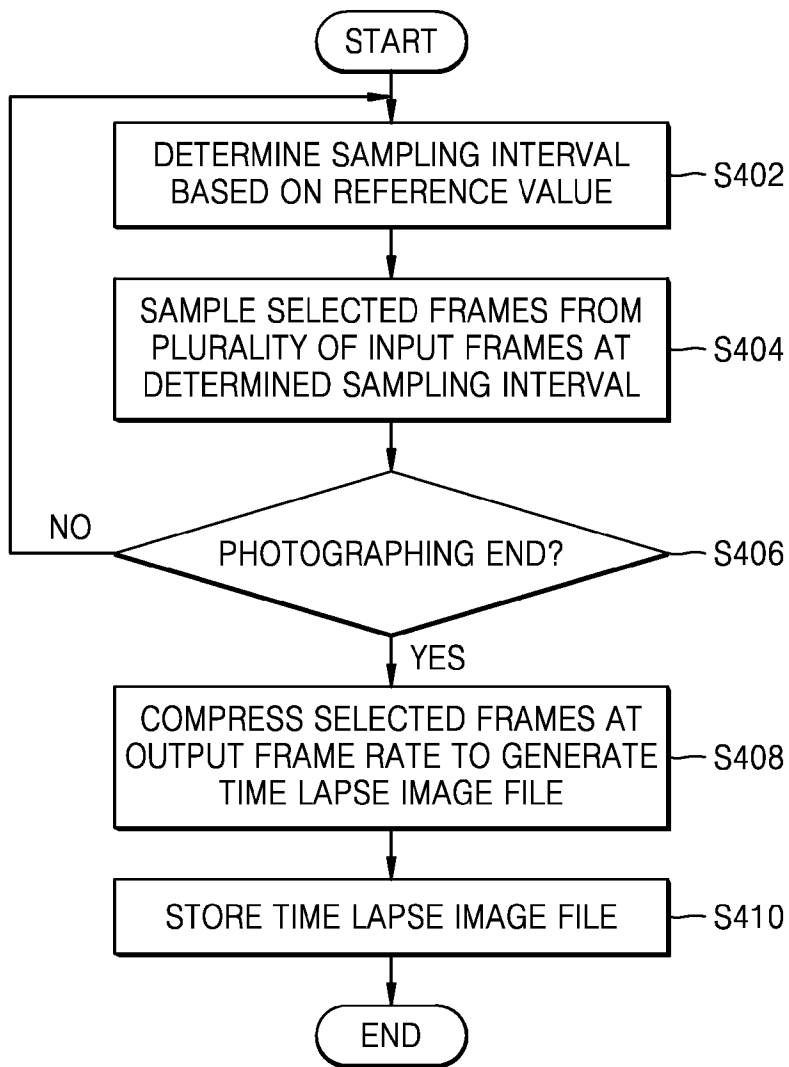 START
DETERMINE SAMPLING INTERVAL
BASED ON REFERENCE VALUE
S402
SAMPLE SELECTED FRAMES FROM
PLURALITY OF INPUT FRAMES AT
DETERMINED SAMPLING INTERVAL
S404
NO
PHOTOGRAPHING END?
S406
YES
COMPRESS SELECTED FRAMES AT
OUTPUT FRAME RATE TO GENERATE
TIME LAPSE IMAGE FILE
S408
STORE TIME LAPSE IMAGE FILE
S410
END